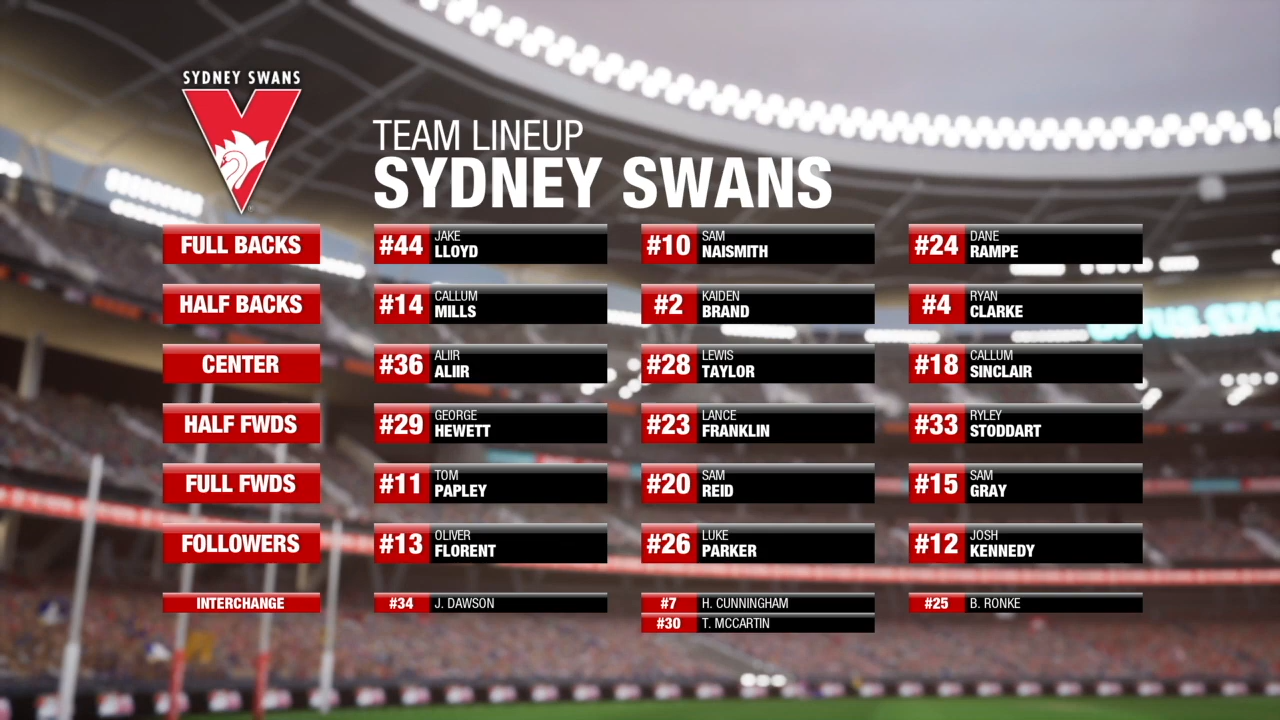 SYDNEY SWANS
TEAM LINEUP
SYDNEY SWANS
FULL BACKS
#44 JAKE LLOYD
#10 SAM NAISMITH
#24 DANE RAMPE
HALF BACKS
#14 CALLUM MILLS
#2 KAIDEN BRAND
#4 RYAN CLARKE
CENTER
#36 ALIIR ALIIR
#28 LEWIS TAYLOR
#18 CALLUM SINCLAIR
HALF FWDS
#29 GEORGE HEWETT
#23 LANCE FRANKLIN
#33 RYLEY STODDART
FULL FWDS
#11 TOM PAPLEY
#20 SAM REID
#15 SAM GRAY
FOLLOWERS
#13 OLIVER FLORENT
#26 LUKE PARKER
#12 JOSH KENNEDY
INTERCHANGE
#34 J. DAWSON
#7 H. CUNNINGHAM
#25 B. RONKE
#30 T. MCCARTIN